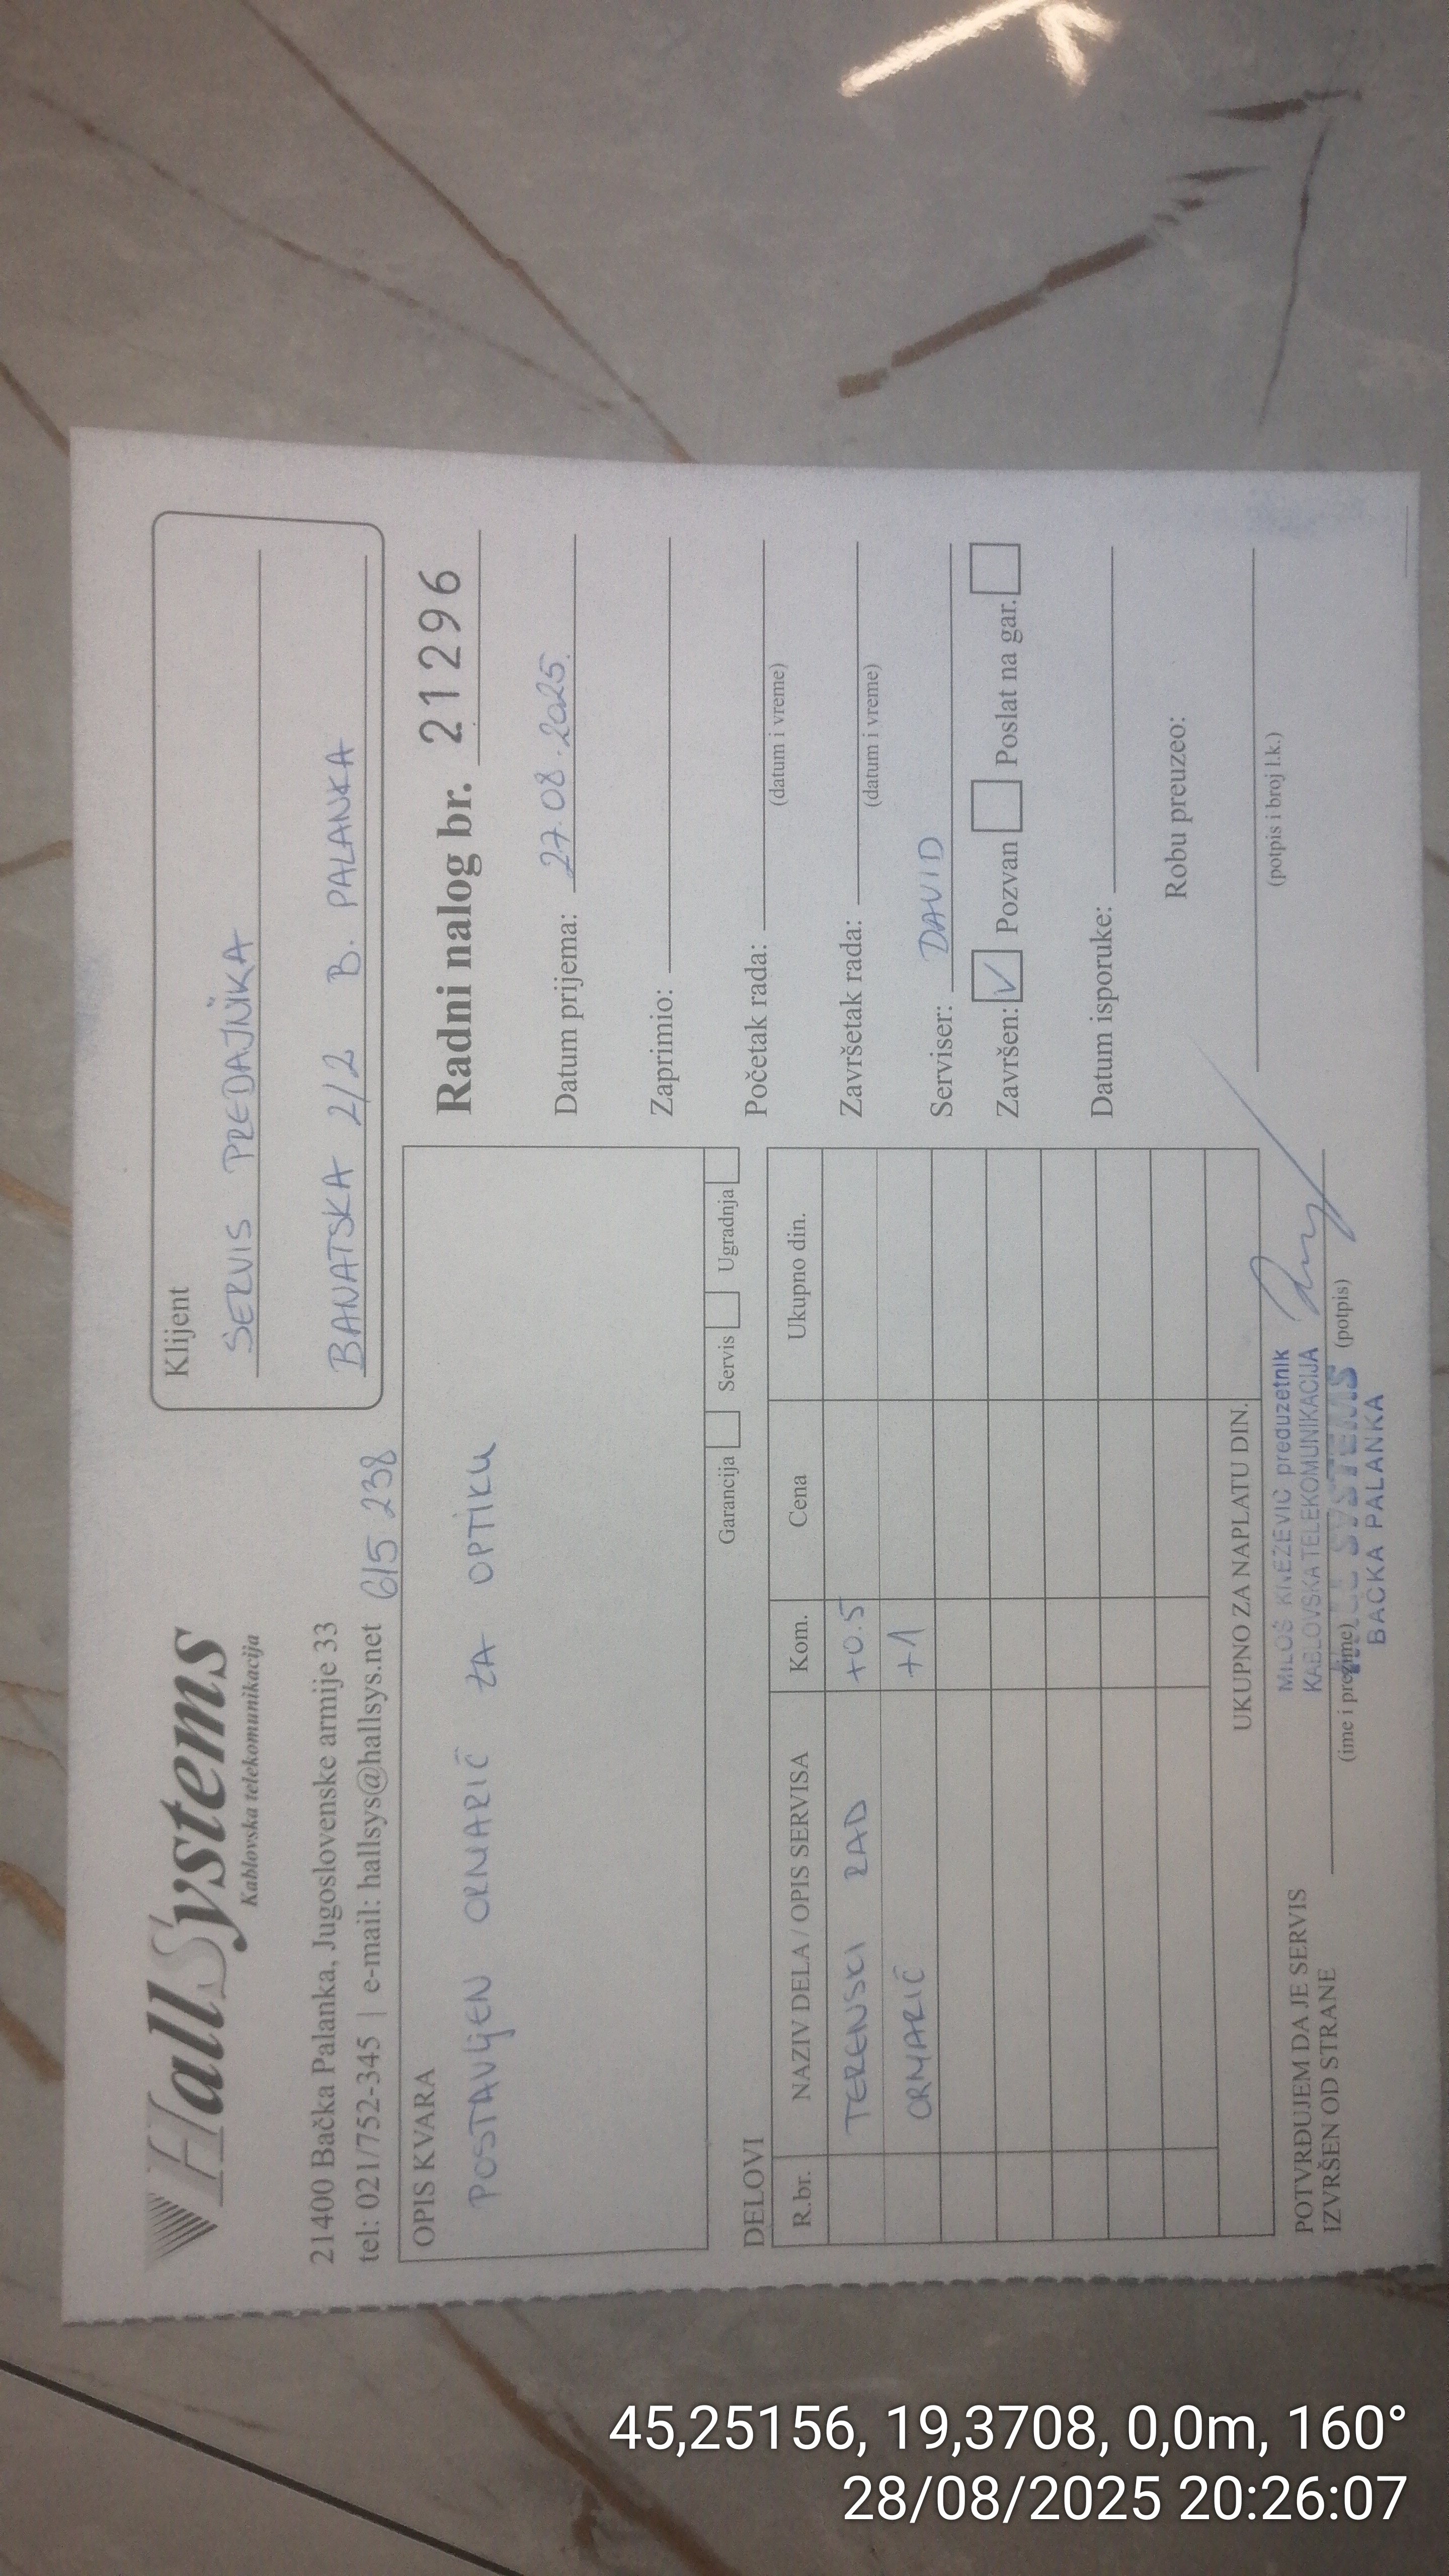 HallSystems
Kablovska telekomunikacija
21400 Bačka Palanka, Jugoslovenske armije 33
tel: 021/752-345 | e-mail: hallsys@hallsys.net
615 238
Klijent
SERVIS PREDAJNIKA
BANATSKA 2/2 B. PALANKA
OPIS KVARA
POSTAVLJEN ORMARIČ ZA OPTIKU
Garancija Servis Ugradnja
Radni nalog br. 21296
Datum prijema: 27.08.2025.
Zaprimio:
Početak rada:
(datum i vreme)
Završetak rada:
(datum i vreme)
Serviser: DAVID
Završen: V Pozvan Poslat na gar.
Datum isporuke:
Robu preuzeo:
(potpis i broj l.k.)
DELOVI
R.br. NAZIV DELA / OPIS SERVISA Kom. Cena Ukupno din.
TERENSKI RAD +0.5
ORMARIČ +1
UKUPNO ZA NAPLATU DIN.
POTVRĐUJEM DA JE SERVIS
IZVRŠEN OD STRANE
MILOŠ KNEŽEVIĆ preduzetnik
KABLOVSKA TELEKOMUNIKACIJA
SYSTEMS
BAČKA PALANKA
(ime i prezime) (potpis)
45,25156, 19,3708, 0,0m, 160°
28/08/2025 20:26:07